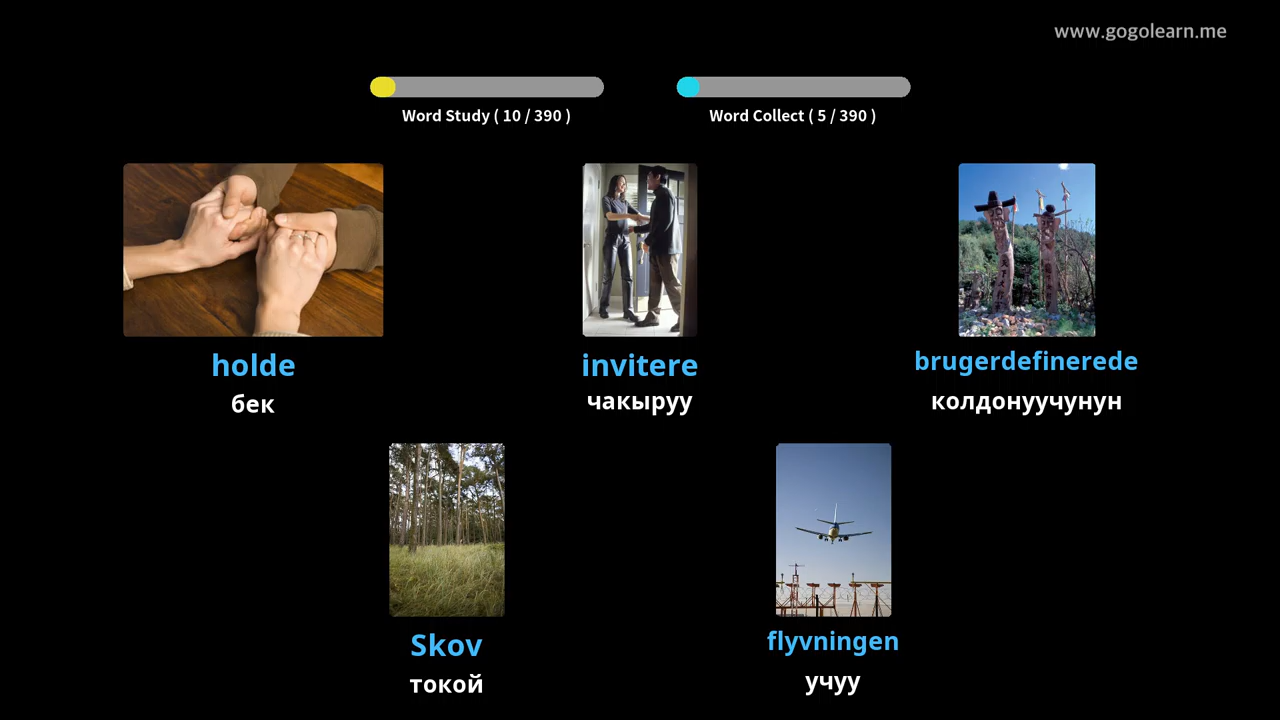 www.gogolearn.me
Word Study ( 10 / 390 )
Word Collect ( 5 / 390 )
holde
бек
invitere
чакыруу
brugerdefinerede
колдонуучунун
Skov
токой
flyvningen
учуу